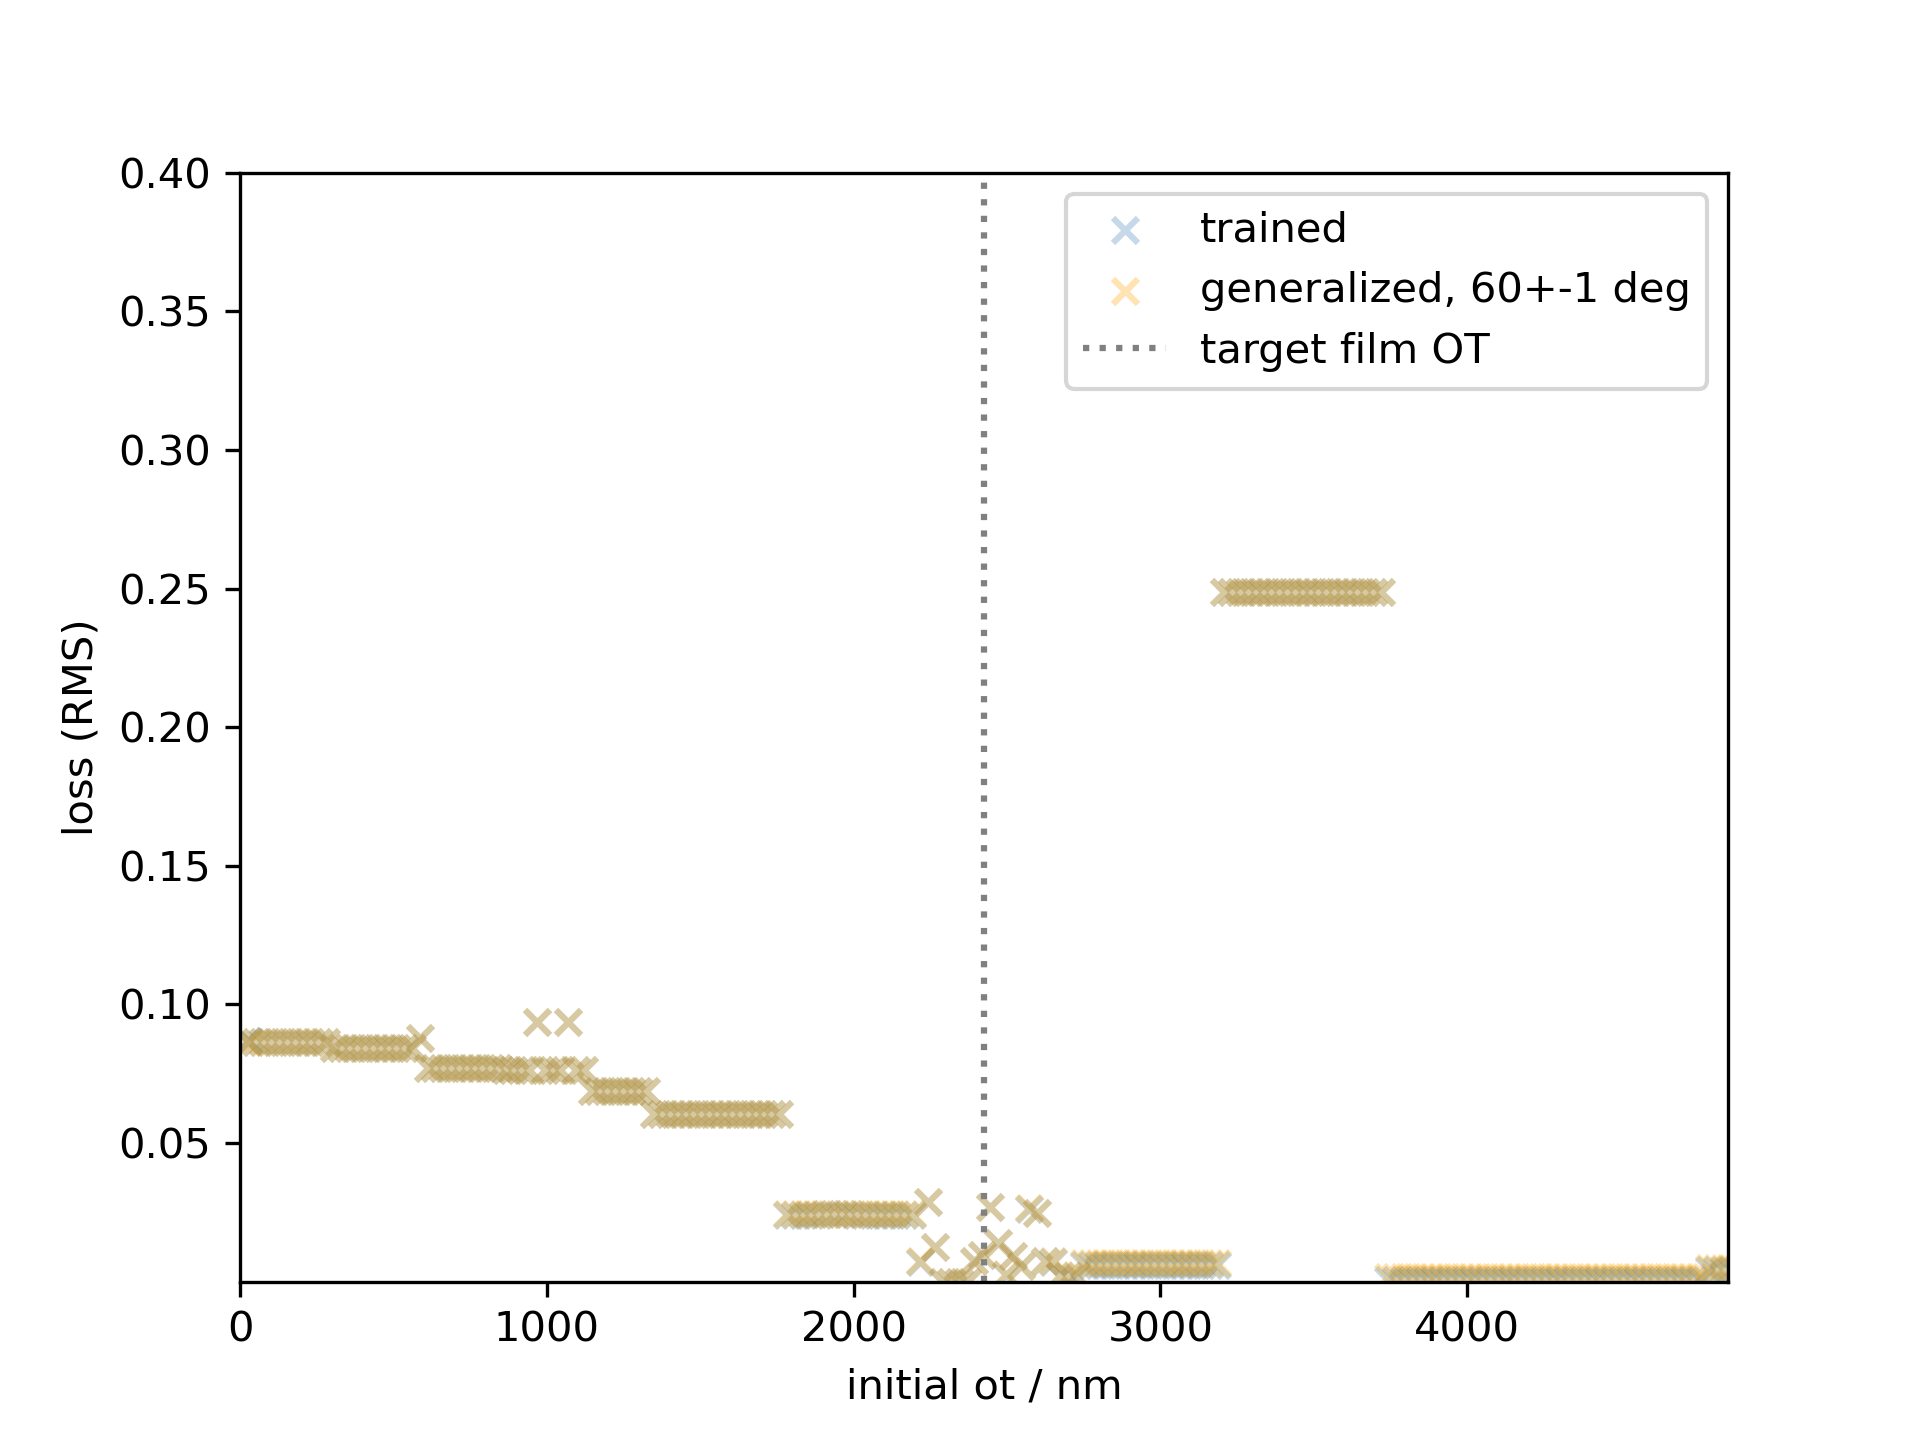 0.40
0.35
0.30
0.25
0.20
0.15
0.10
0.05
loss (RMS)
trained
generalized, 60+-1 deg
target film OT
0 1000 2000 3000 4000
initial ot / nm